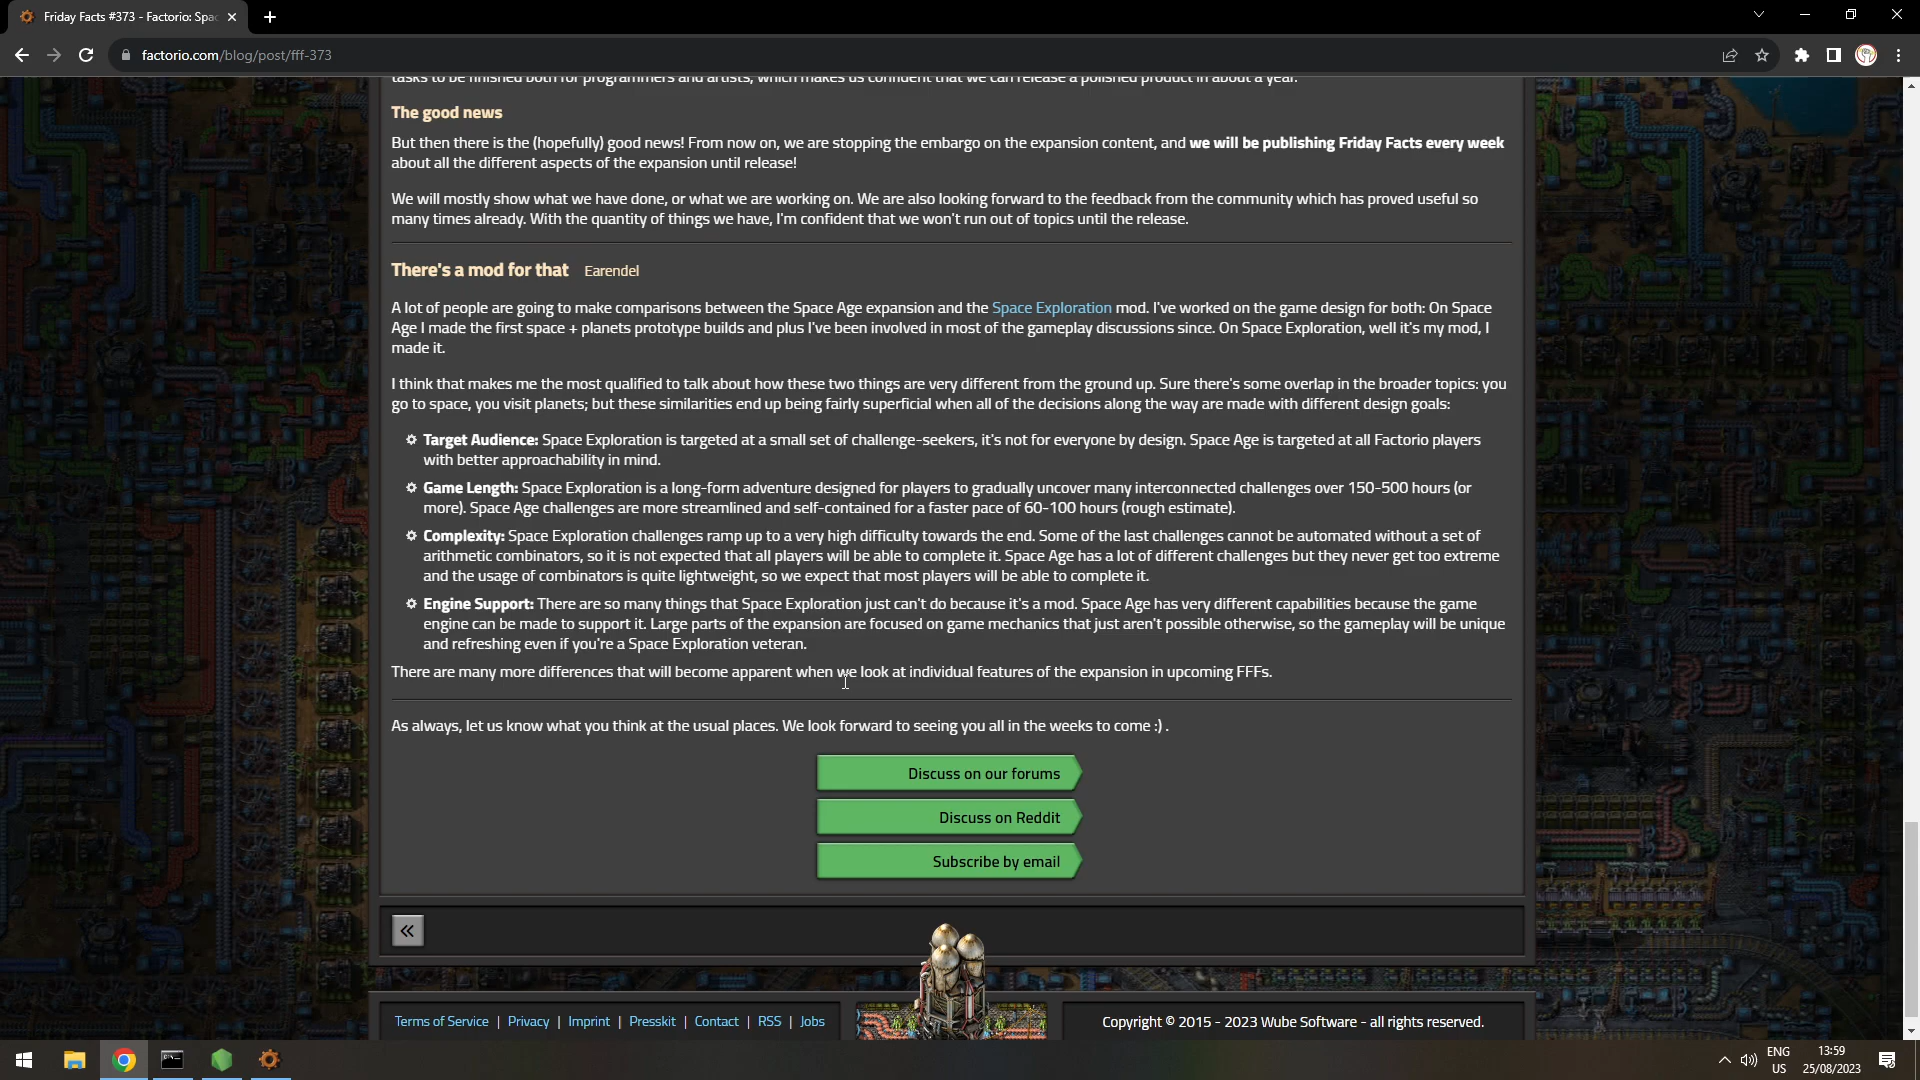 Friday Facts #373 - Factorio: Spac
factorio.com/blog/post/fff-373
tasks to be finished both for programmers and artists, which makes us confident that we can release a polished product in about a year.
The good news
But then there is the (hopefully) good news! From now on, we are stopping the embargo on the expansion content, and we will be publishing Friday Facts every week
about all the different aspects of the expansion until release!
We will mostly show what we have done, or what we are working on. We are also looking forward to the feedback from the community which has proved useful so
many times already. With the quantity of things we have, I'm confident that we won't run out of topics until the release.
There's a mod for that Earendel
A lot of people are going to make comparisons between the Space Age expansion and the Space Exploration mod. I've worked on the game design for both: On Space
Age I made the first space + planets prototype builds and plus I've been involved in most of the gameplay discussions since. On Space Exploration, well it's my mod, I
made it.
I think that makes me the most qualified to talk about how these two things are very different from the ground up. Sure there's some overlap in the broader topics: you
go to space, you visit planets; but these similarities end up being fairly superficial when all of the decisions along the way are made with different design goals:
Target Audience: Space Exploration is targeted at a small set of challenge-seekers, it's not for everyone by design. Space Age is targeted at all Factorio players
with better approachability in mind.
Game Length: Space Exploration is a long-form adventure designed for players to gradually uncover many interconnected challenges over 150-500 hours (or
more). Space Age challenges are more streamlined and self-contained for a faster pace of 60-100 hours (rough estimate).
Complexity: Space Exploration challenges ramp up to a very high difficulty towards the end. Some of the last challenges cannot be automated without a set of
arithmetic combinators, so it is not expected that all players will be able to complete it. Space Age has a lot of different challenges but they never get too extreme
and the usage of combinators is quite lightweight, so we expect that most players will be able to complete it.
Engine Support: There are so many things that Space Exploration just can't do because it's a mod. Space Age has very different capabilities because the game
engine can be made to support it. Large parts of the expansion are focused on game mechanics that just aren't possible otherwise, so the gameplay will be unique
and refreshing even if you're a Space Exploration veteran.
There are many more differences that will become apparent when we look at individual features of the expansion in upcoming FFFs.
As always, let us know what you think at the usual places. We look forward to seeing you all in the weeks to come :) .
Discuss on our forums
Discuss on Reddit
Subscribe by email
Terms of Service | Privacy | Imprint | Presskit | Contact | RSS | Jobs
Copyright © 2015 - 2023 Wube Software - all rights reserved.
ENG
US
13:59
25/08/2023